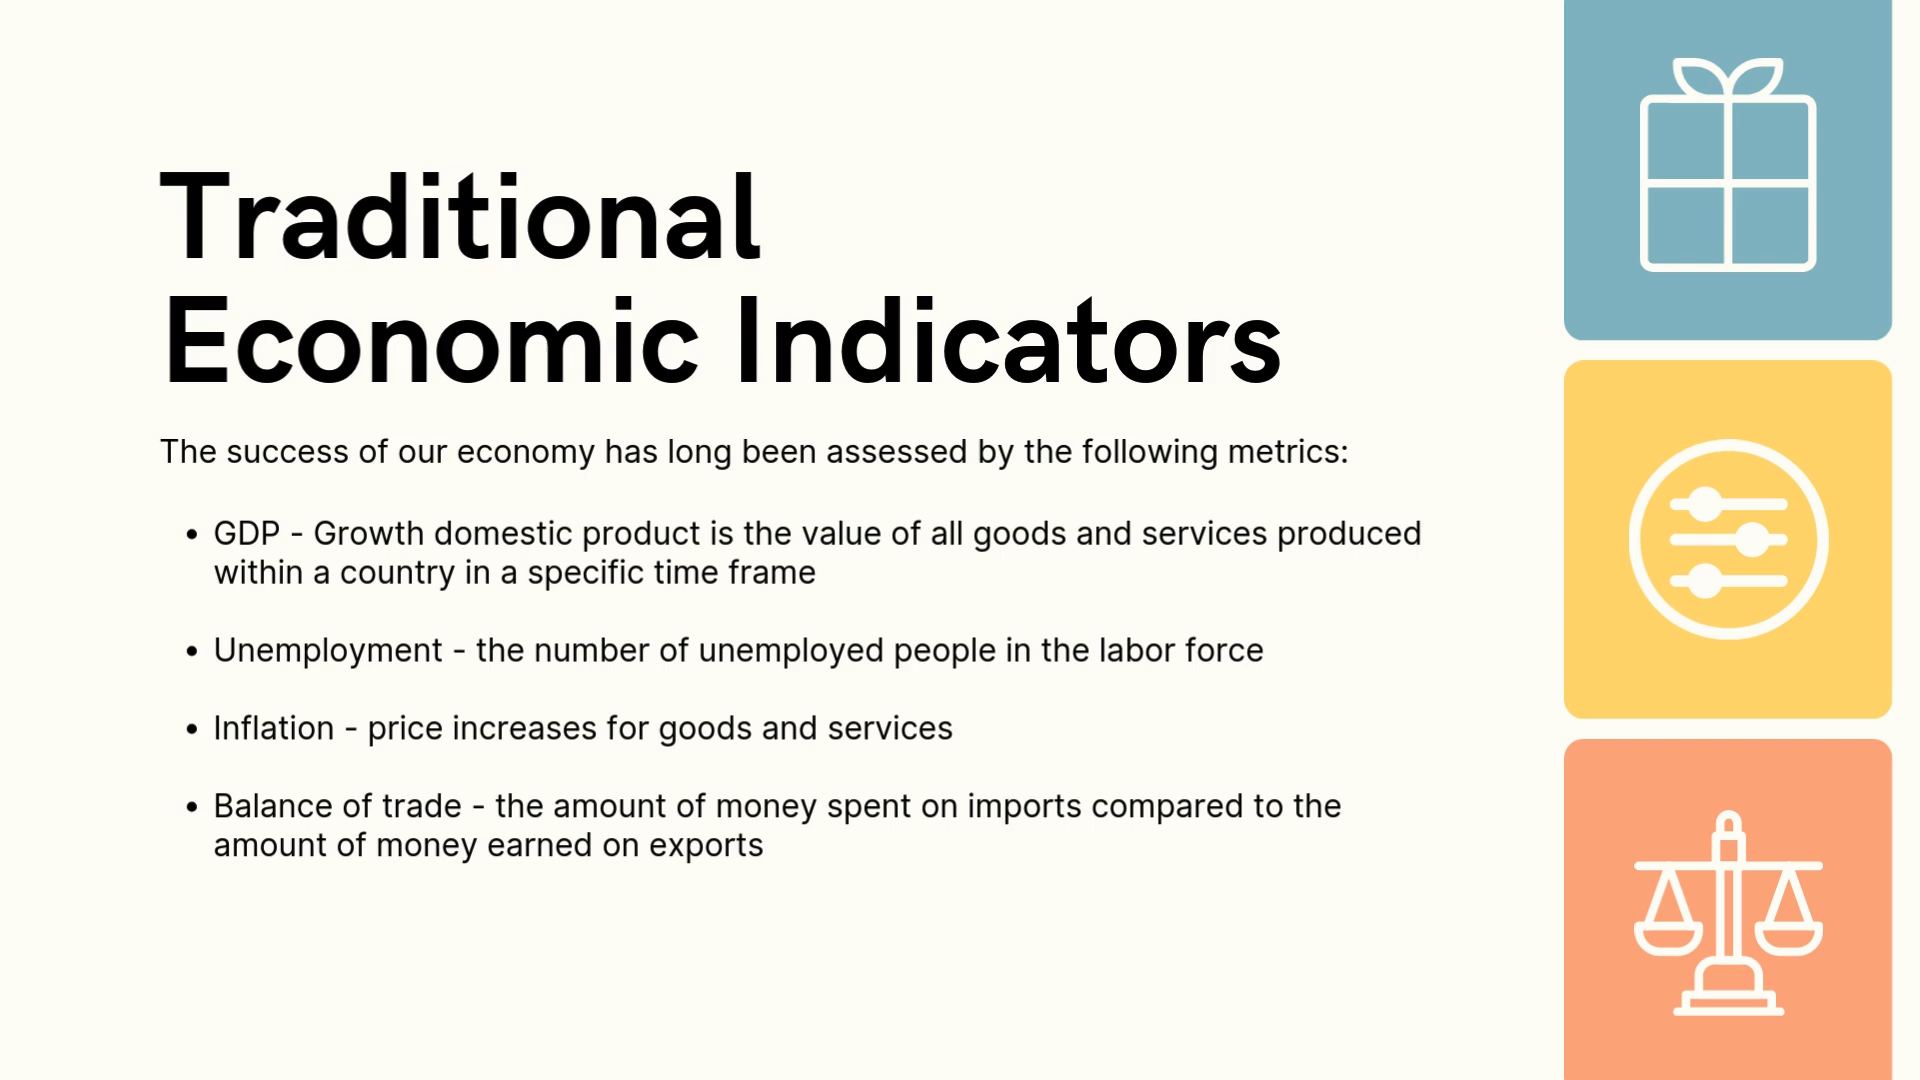 Traditional
Economic Indicators
The success of our economy has long been assessed by the following metrics:
• GDP - Growth domestic product is the value of all goods and services produced
within a country in a specific time frame
• Unemployment - the number of unemployed people in the labor force
• Inflation - price increases for goods and services
• Balance of trade - the amount of money spent on imports compared to the
amount of money earned on exports